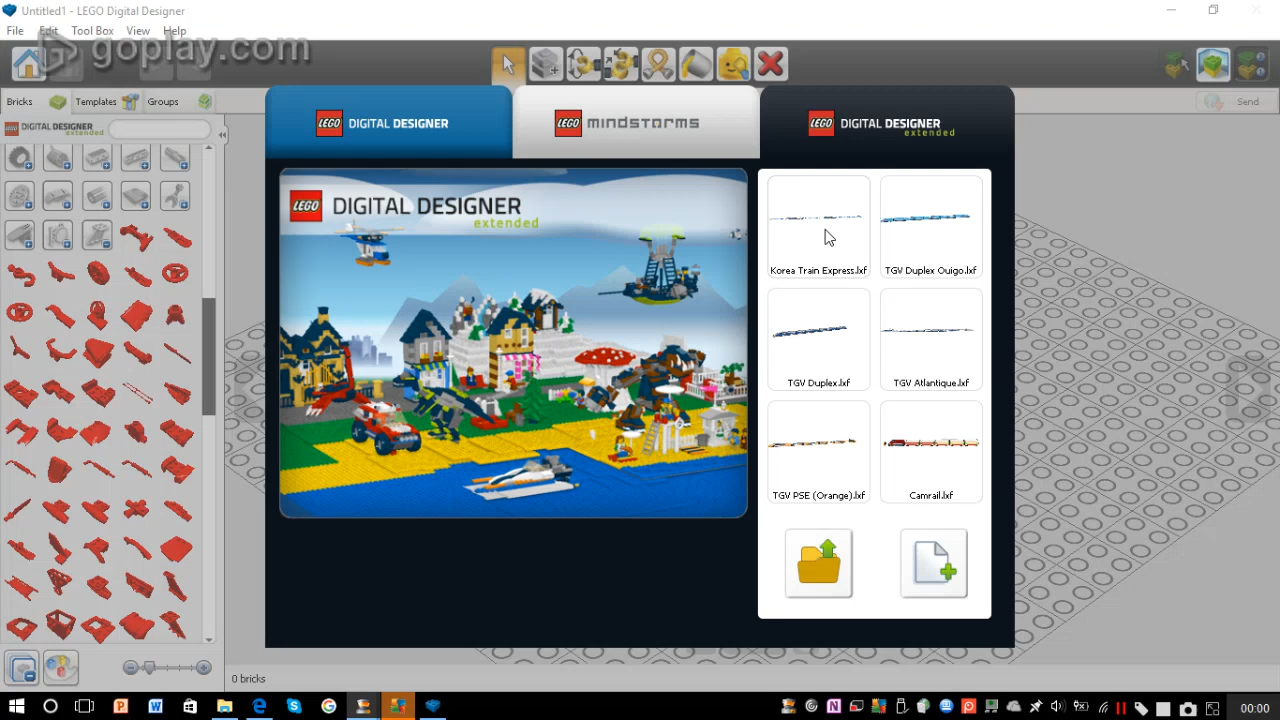 Untitled1 - LEGO Digital Designer
File Edit Tool Box View Help
goplay.com
Bricks Templates Groups
Send
LEGO DIGITAL DESIGNER extended
LEGO DIGITAL DESIGNER
LEGO mindstorms
LEGO DIGITAL DESIGNER extended
LEGO DIGITAL DESIGNER extended
Korea Train Express.lxf
TGV Duplex Ouigo.lxf
TGV Duplex.lxf
TGV Atlantique.lxf
TGV PSE (Orange).lxf
Camrail.lxf
0 bricks
00:00